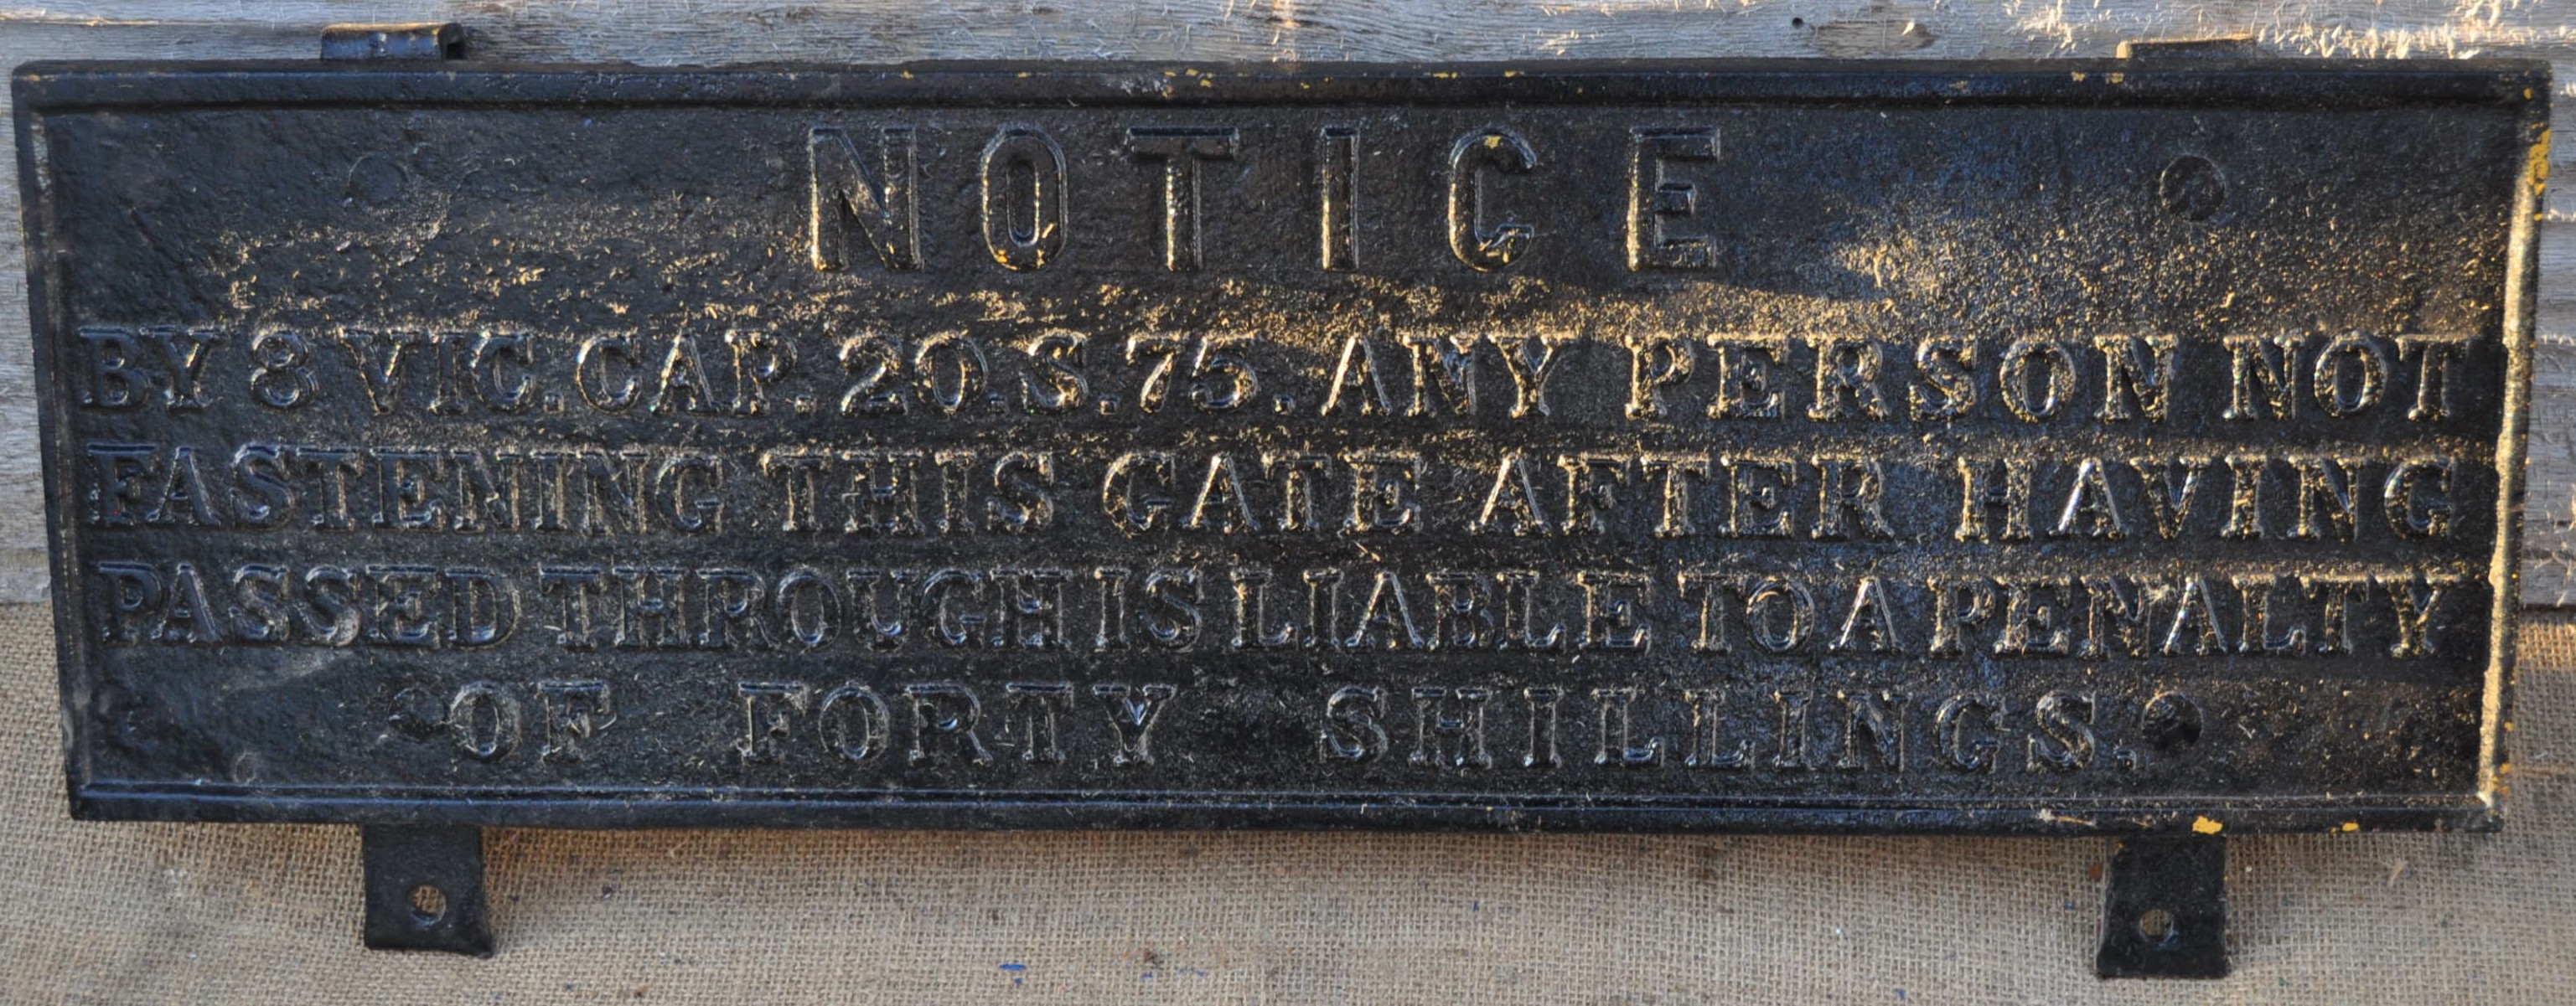 NOTICE
BY 8 VIC.CAP.20.S.75.ANY PERSON NOT
FASTENING THIS GATE AFTER HAVING
PASSED THROUGH IS LIABLE TO A PENALTY
OF FORTY SHILLINGS.